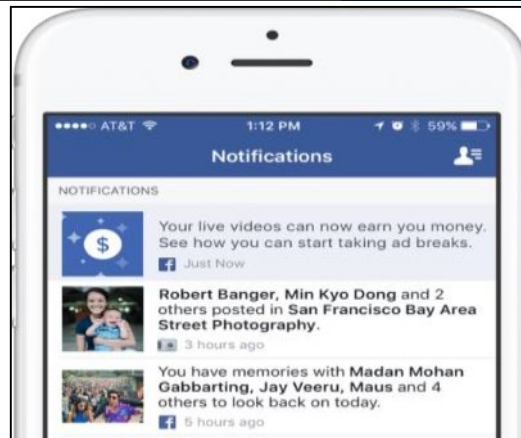 AT&T 1:12 PM 59%
Notifications
NOTIFICATIONS
Your live videos can now earn you money.
See how you can start taking ad breaks.
Just Now
Robert Banger, Min Kyo Dong and 2
others posted in San Francisco Bay Area
Street Photography.
3 hours ago
You have memories with Madan Mohan
Gabbarting, Jay Veeru, Maus and 4
others to look back on today.
5 hours ago